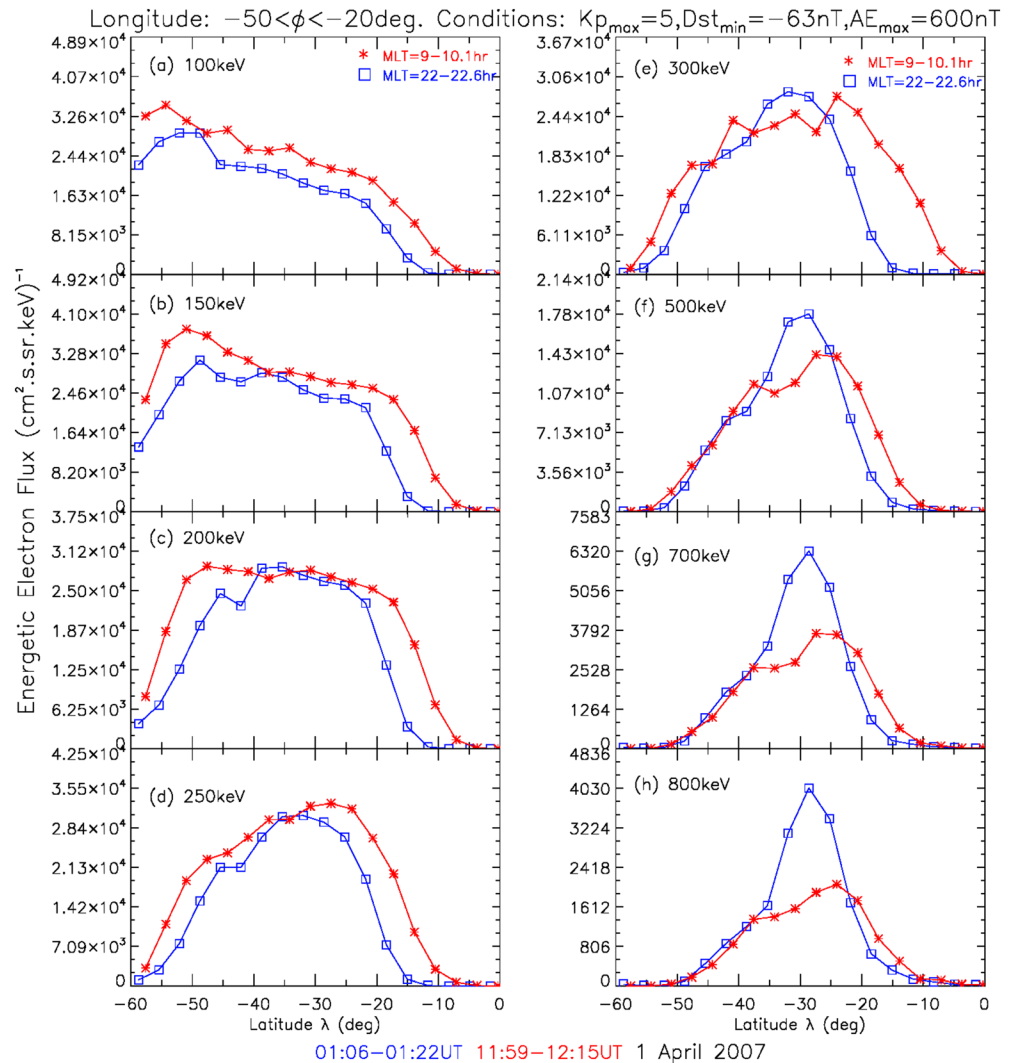 Longitude: −50<ϕ<−20deg. Conditions: Kpₘₐₓ=5,Dstₘᵢₙ=−63nT,AEₘₐₓ=600nT
Energetic Electron Flux (cm².s.sr.keV)⁻¹
4.89×10⁴
4.07×10⁴
3.26×10⁴
2.44×10⁴
1.63×10⁴
8.15×10³
0
(a) 100keV
MLT=9−10.1hr
MLT=22−22.6hr
4.92×10⁴
4.10×10⁴
3.28×10⁴
2.46×10⁴
1.64×10⁴
8.20×10³
0
(b) 150keV
3.75×10⁴
3.12×10⁴
2.50×10⁴
1.87×10⁴
1.25×10⁴
6.25×10³
0
(c) 200keV
4.25×10⁴
3.55×10⁴
2.84×10⁴
2.13×10⁴
1.42×10⁴
7.09×10³
0
(d) 250keV
−60 −50 −40 −30 −20 −10 0
Latitude λ (deg)
3.67×10⁴
3.06×10⁴
2.44×10⁴
1.83×10⁴
1.22×10⁴
6.11×10³
0
(e) 300keV
MLT=9−10.1hr
MLT=22−22.6hr
2.14×10⁴
1.78×10⁴
1.43×10⁴
1.07×10⁴
7.13×10³
3.56×10³
0
(f) 500keV
7583
6320
5056
3792
2528
1264
0
(g) 700keV
4836
4030
3224
2418
1612
806
0
(h) 800keV
−60 −50 −40 −30 −20 −10 0
Latitude λ (deg)
01:06−01:22UT 11:59−12:15UT 1 April 2007